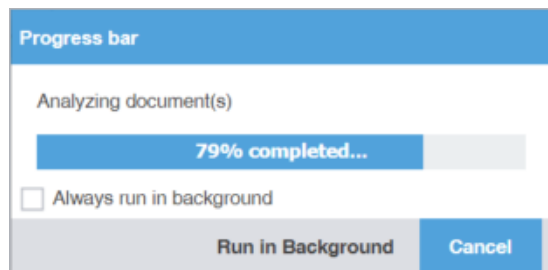 Progress bar
Analyzing document(s)
79% completed...
Always run in background
Run in Background Cancel